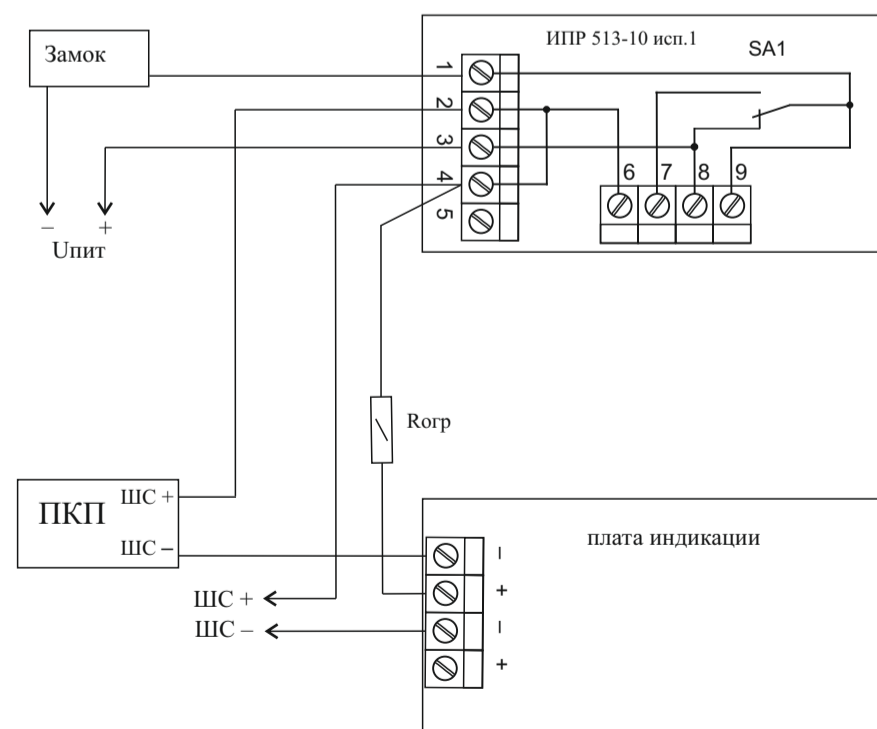 Замок
ИПР 513-10 исп.1
SA1
1
2
3
4
5
6 7 8 9
– +
Uпит
Rогр
ПКП
ШС +
ШС –
плата индикации
–
+
–
+
ШС +
ШС –